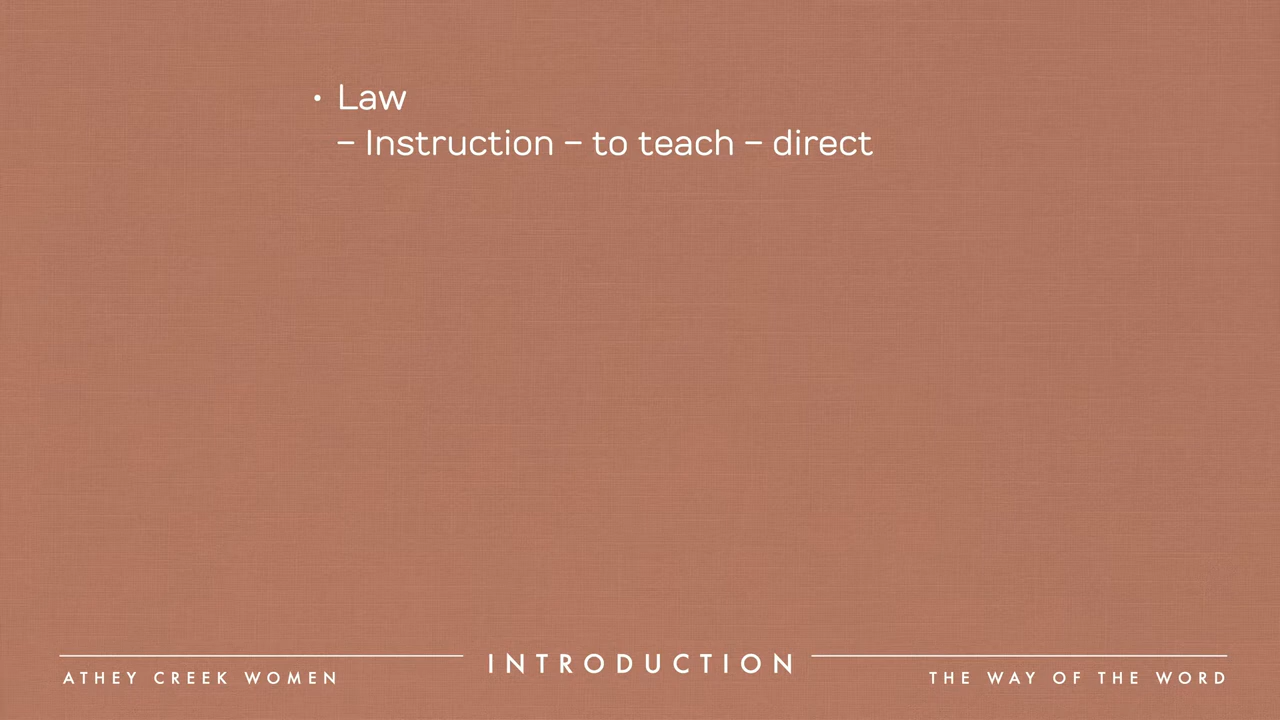 • Law
– Instruction – to teach – direct
INTRODUCTION
ATHEY CREEK WOMEN
THE WAY OF THE WORD